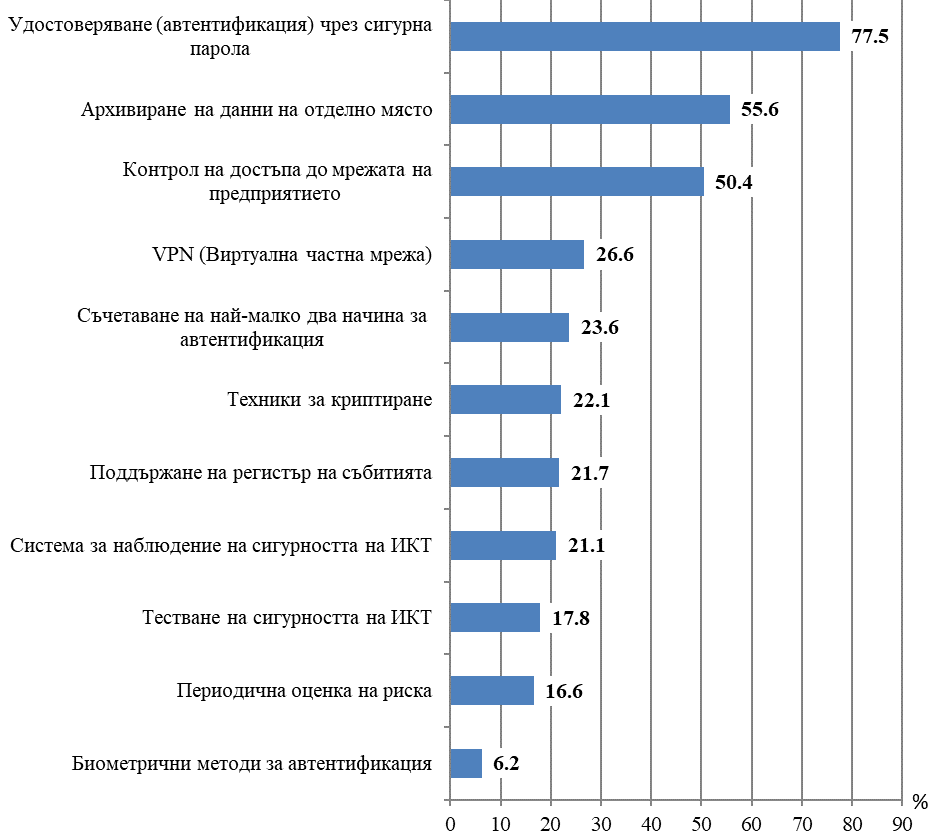 Удостоверяване (автентификация) чрез сигурна
парола
77.5
Архивиране на данни на отделно място
55.6
Контрол на достъпа до мрежата на
предприятието
50.4
VPN (Виртуална частна мрежа)
26.6
Съчетаване на най-малко два начина за
автентификация
23.6
Техники за криптиране
22.1
Поддържане на регистър на събитията
21.7
Система за наблюдение на сигурността на ИКТ
21.1
Тестване на сигурността на ИКТ
17.8
Периодична оценка на риска
16.6
Биометрични методи за автентификация
6.2
%
0 10 20 30 40 50 60 70 80 90